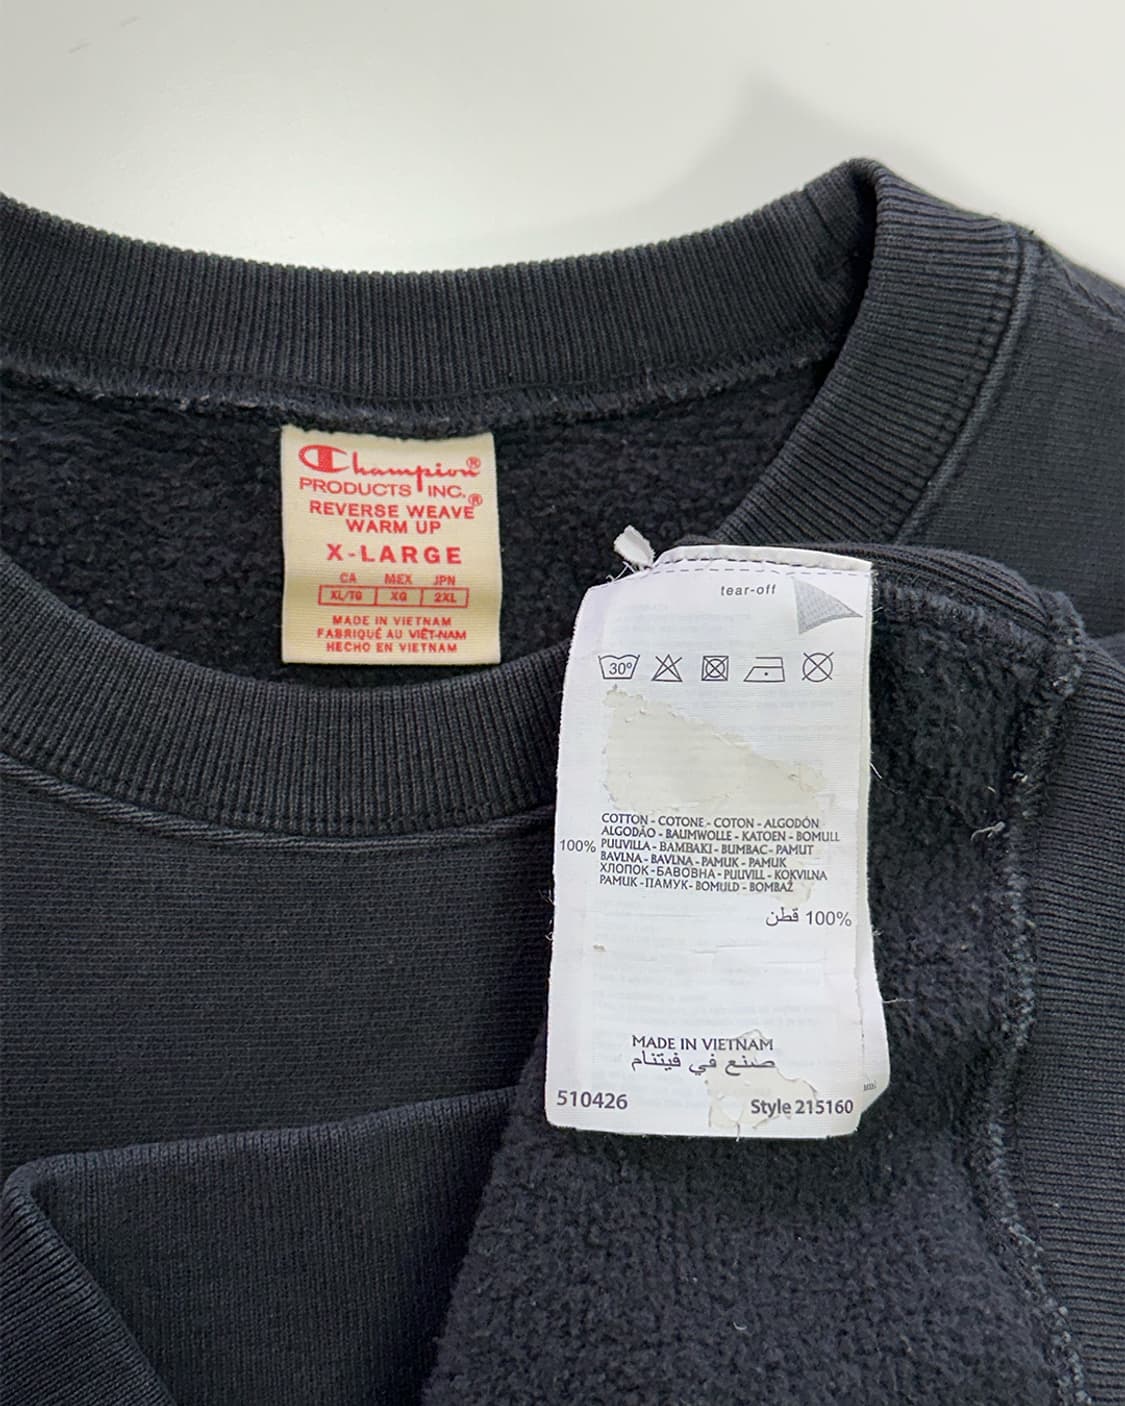 Champion®
PRODUCTS INC.®
REVERSE WEAVE
WARM UP
X-LARGE
CA MEX JPN
XL/TG XG 2XL
MADE IN VIETNAM
FABRIQUÉ AU VIÊT-NAM
HECHO EN VIETNAM
tear-off
30°
COTTON - COTONE - COTON - ALGODÓN
ALGODÃO - BAUMWOLLE - KATOEN - BOMULL
100% PUUVILLA - BAMBAKI - BUMBAC - PAMUT
BAVLNA - BAVLNA - PAMUK - PAMUK
ХЛОПОК - БАВОВНА - PUUVILL - KOKVILNA
PAMUK - ПАМУК - BOMULD - BOMBAŽ
100% قطن
MADE IN VIETNAM
صنع في فيتنام
510426 Style 215160